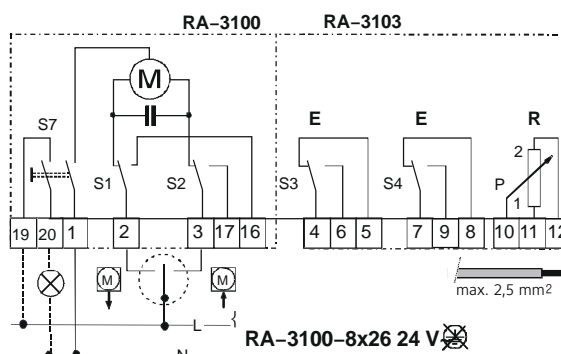 RA–3100 RA–3103
M
S7 E E R
S1 S2 S3 S4 P 2 1
19 20 1 2 3 17 16 4 6 5 7 9 8 10 11 12
M M
max. 2,5 mm²
L
RA–3100–8x26 24 V
N